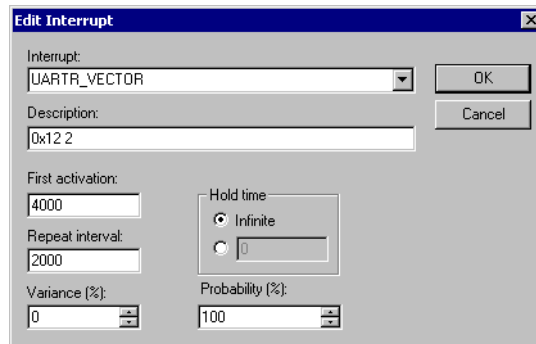 Edit Interrupt
Interrupt:
UARTR_VECTOR
OK
Description:
Cancel
0x12 2
First activation:
4000
Hold time
Infinite
Repeat interval:
0
2000
Variance (%):
Probability (%):
0
100